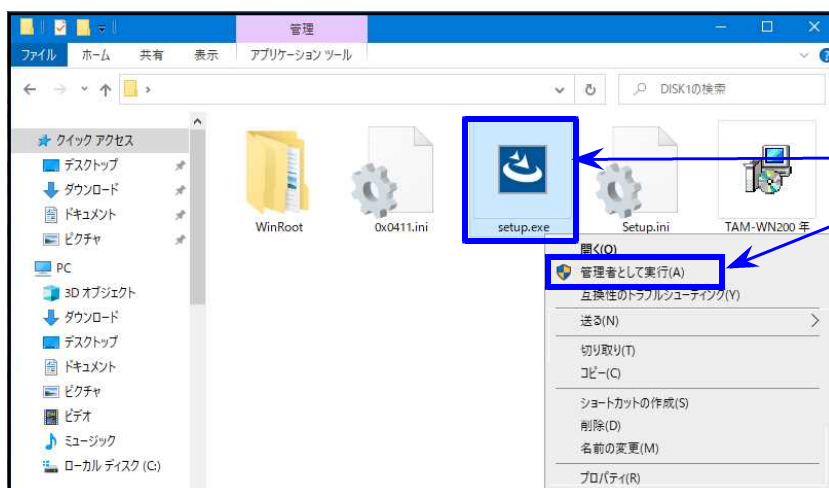 管理
ファイル ホーム 共有 表示 アプリケーション ツール
DISK1の検索
クイック アクセス
デスクトップ
ダウンロード
ドキュメント
ピクチャ
PC
3D オブジェクト
ダウンロード
デスクトップ
ドキュメント
ピクチャ
ビデオ
ミュージック
ローカル ディスク (C:)
WinRoot 0x0411.ini setup.exe Setup.ini TAM-WN200 年
開く(O)
管理者として実行(A)
互換性のトラブルシューティング(Y)
送る(N)
切り取り(T)
コピー(C)
ショートカットの作成(S)
削除(D)
名前の変更(M)
プロパティ(R)